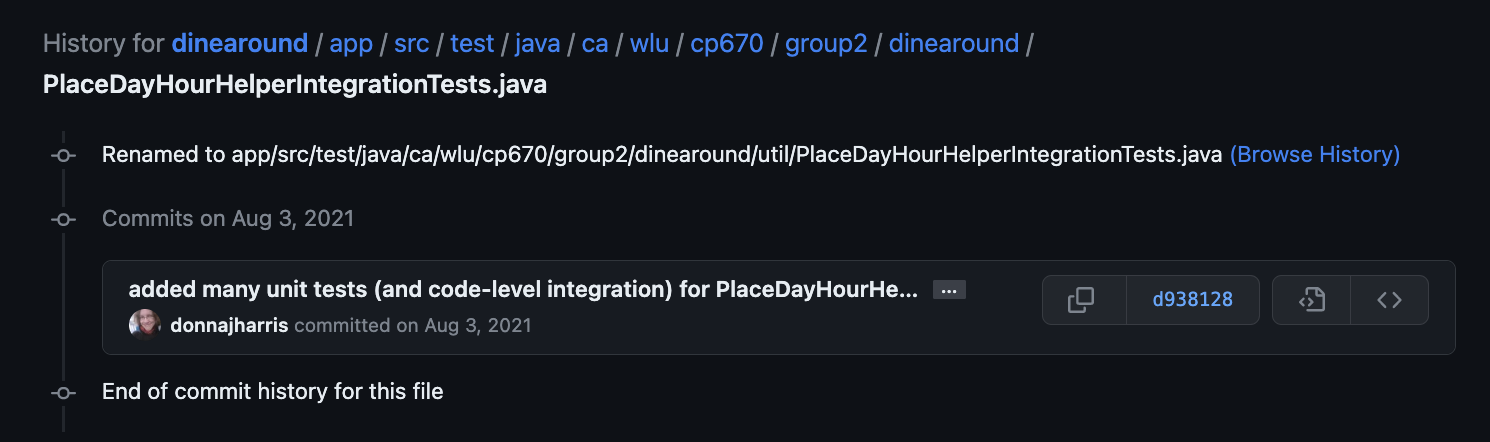 History for dinearound / app / src / test / java / ca / wlu / cp670 / group2 / dinearound /
PlaceDayHourHelperIntegrationTests.java
Renamed to app/src/test/java/ca/wlu/cp670/group2/dinearound/util/PlaceDayHourHelperIntegrationTests.java (Browse History)
Commits on Aug 3, 2021
added many unit tests (and code-level integration) for PlaceDayHourHe... ...
d938128
donnajharris committed on Aug 3, 2021
End of commit history for this file